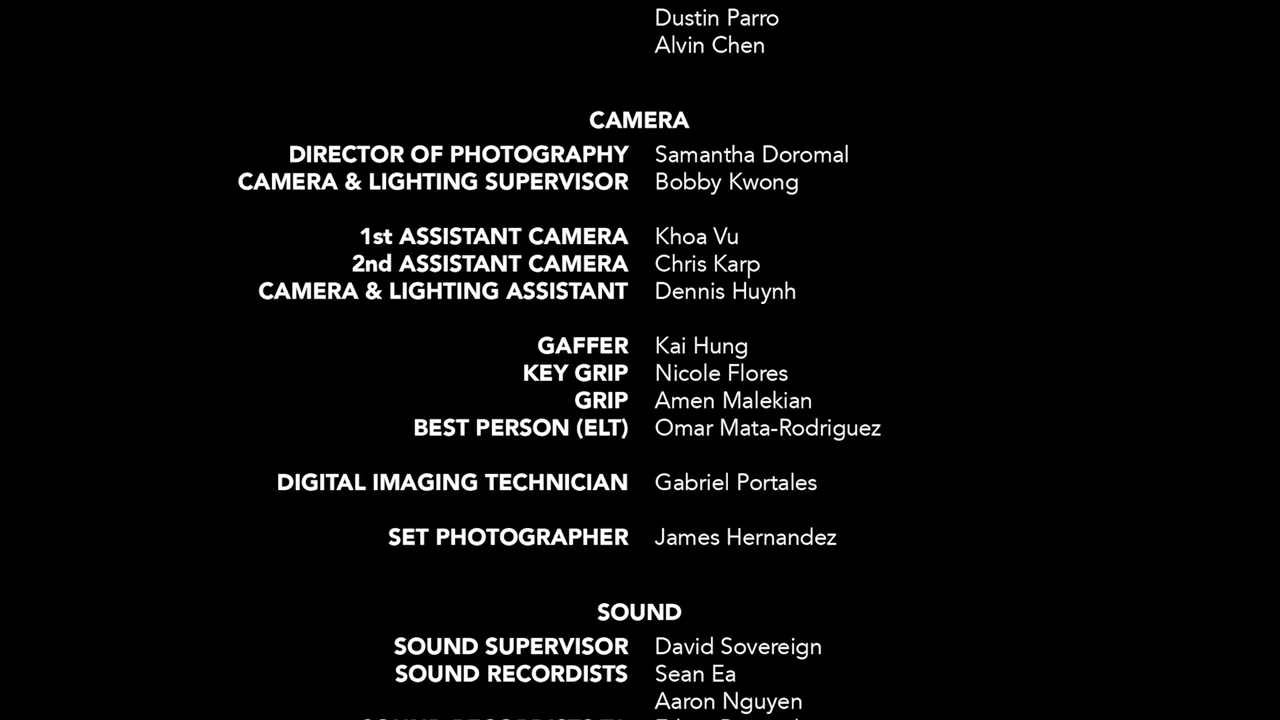 Dustin Parro
Alvin Chen
CAMERA
DIRECTOR OF PHOTOGRAPHY Samantha Doromal
CAMERA & LIGHTING SUPERVISOR Bobby Kwong
1st ASSISTANT CAMERA Khoa Vu
2nd ASSISTANT CAMERA Chris Karp
CAMERA & LIGHTING ASSISTANT Dennis Huynh
GAFFER Kai Hung
KEY GRIP Nicole Flores
GRIP Amen Malekian
BEST PERSON (ELT) Omar Mata-Rodriguez
DIGITAL IMAGING TECHNICIAN Gabriel Portales
SET PHOTOGRAPHER James Hernandez
SOUND
SOUND SUPERVISOR David Sovereign
SOUND RECORDISTS Sean Ea
Aaron Nguyen